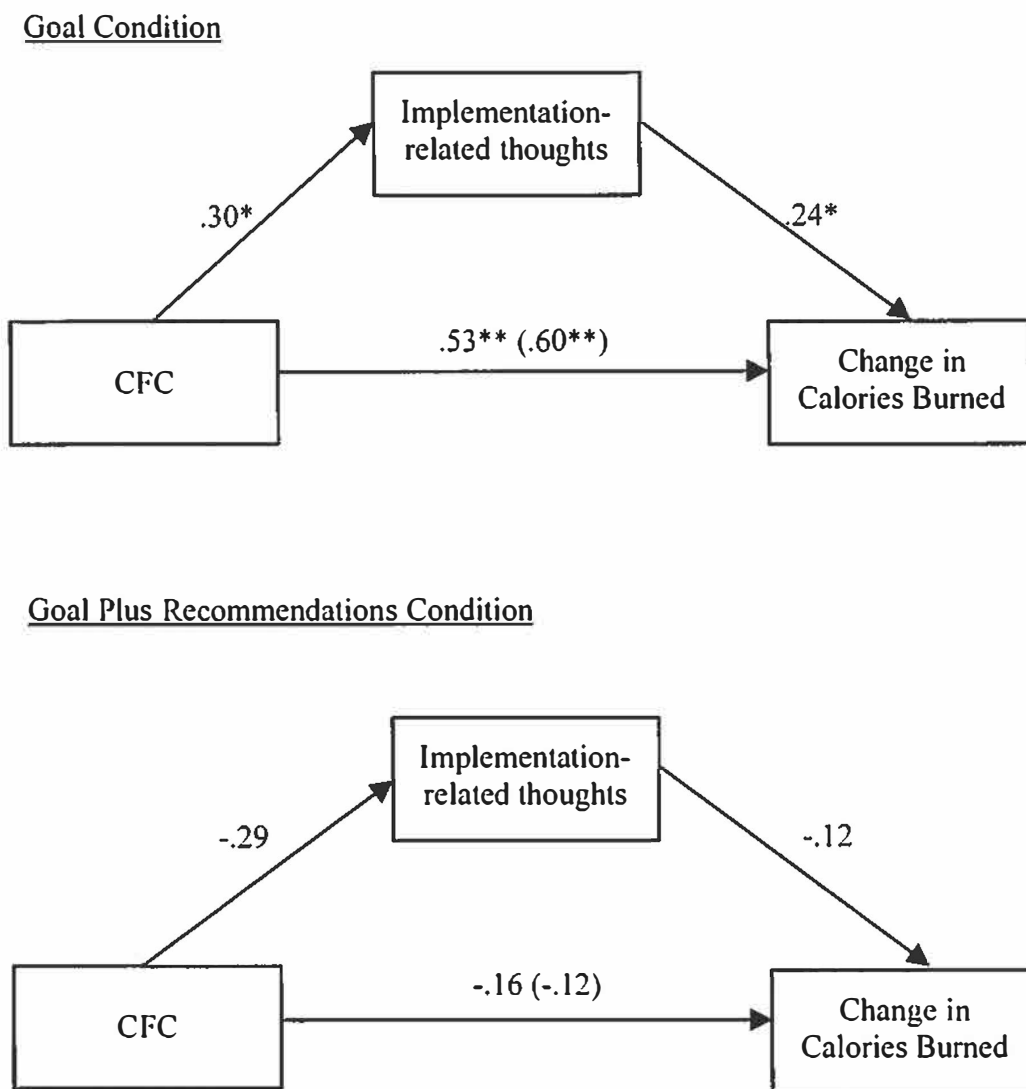 Goal Condition
Implementation-
related thoughts
.30*
.24*
.53** (.60**)
CFC
Change in
Calories Burned
Goal Plus Recommendations Condition
Implementation-
related thoughts
-.29
-.12
-.16 (-.12)
CFC
Change in
Calories Burned